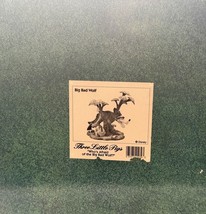 Big Bad Wolf
Three Little Pigs
"Who's Afraid
of the Big Bad Wolf?"